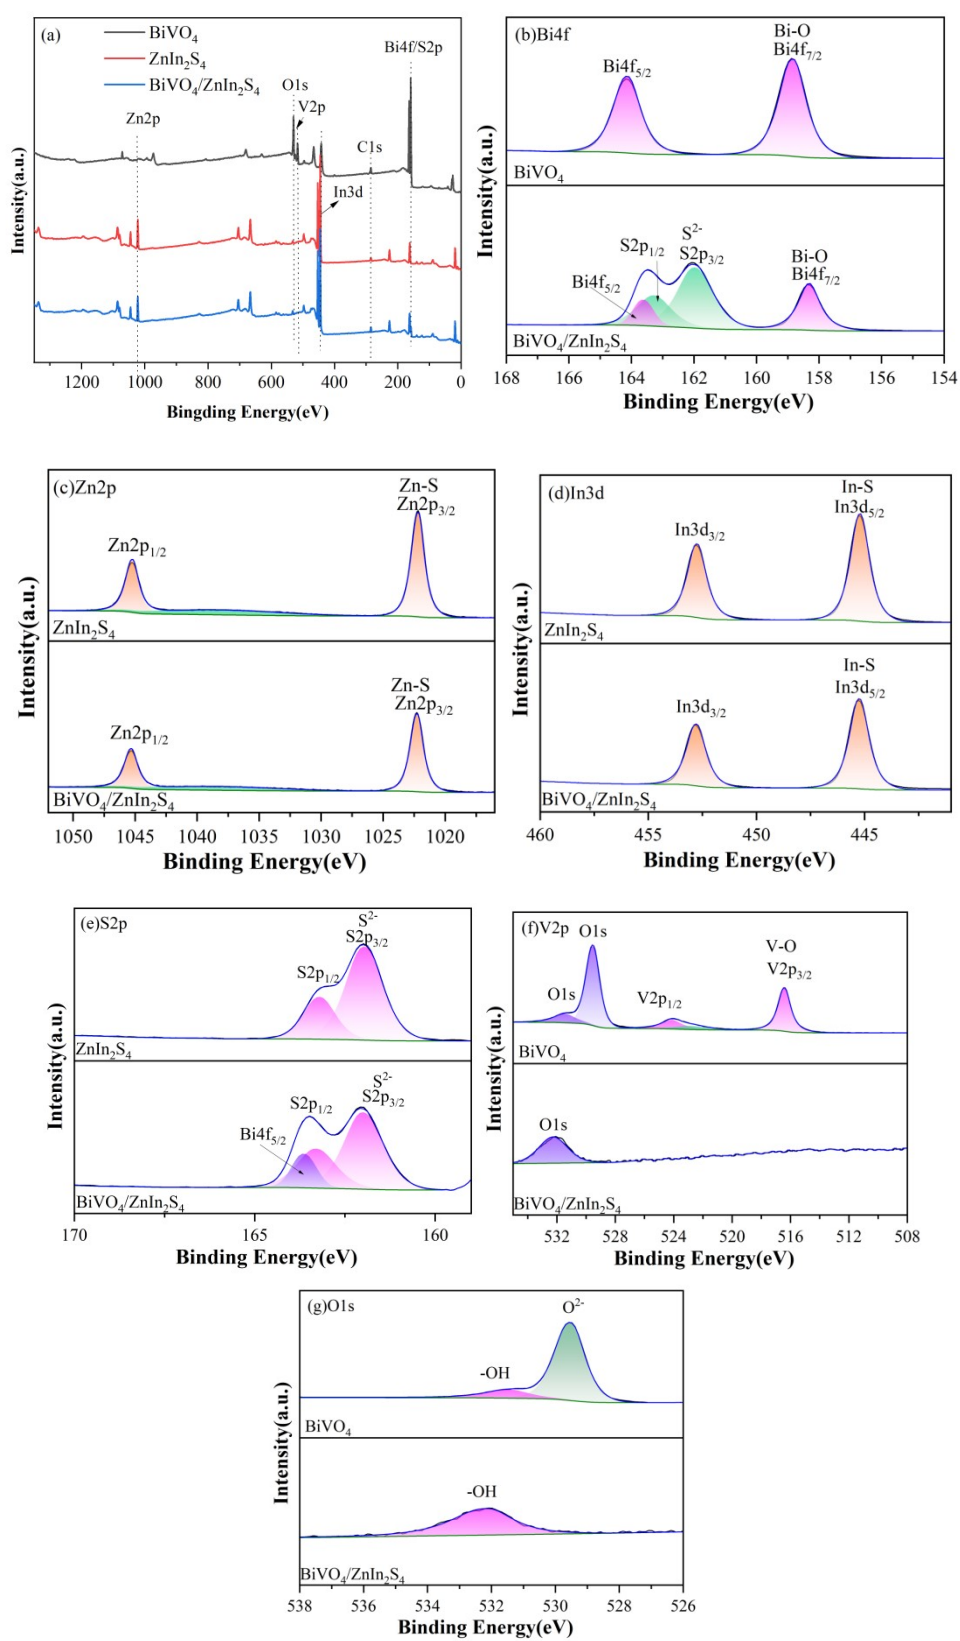 (a)
BiVO₄
ZnIn₂S₄
BiVO₄/ZnIn₂S₄
Bi4f/S2p
O1s
V2p
Zn2p
C1s
In3d
Intensity(a.u.)
1200 1000 800 600 400 200 0
Bingding Energy(eV)
(b)Bi4f
Bi-O
Bi4f₇/₂
Bi4f₅/₂
BiVO₄
S²⁻
S2p₁/₂
S2p₃/₂
Bi-O
Bi4f₇/₂
Bi4f₅/₂
BiVO₄/ZnIn₂S₄
Intensity(a.u.)
168 166 164 162 160 158 156 154
Binding Energy(eV)
(c)Zn2p
Zn-S
Zn2p₃/₂
Zn2p₁/₂
ZnIn₂S₄
Zn-S
Zn2p₃/₂
Zn2p₁/₂
BiVO₄/ZnIn₂S₄
Intensity(a.u.)
1050 1045 1040 1035 1030 1025 1020
Binding Energy(eV)
(d)In3d
In-S
In3d₅/₂
In3d₃/₂
ZnIn₂S₄
In-S
In3d₅/₂
In3d₃/₂
BiVO₄/ZnIn₂S₄
Intensity(a.u.)
460 455 450 445
Binding Energy(eV)
(e)S2p
S²⁻
S2p₃/₂
S2p₁/₂
ZnIn₂S₄
S²⁻
S2p₃/₂
S2p₁/₂
Bi4f₅/₂
BiVO₄/ZnIn₂S₄
Intensity(a.u.)
170 165 160
Binding Energy(eV)
(f)V2p
O1s
V-O
V2p₃/₂
O1s
V2p₁/₂
BiVO₄
O1s
BiVO₄/ZnIn₂S₄
Intensity(a.u.)
532 528 524 520 516 512 508
Binding Energy(eV)
(g)O1s
O²⁻
-OH
BiVO₄
-OH
BiVO₄/ZnIn₂S₄
Intensity(a.u.)
538 536 534 532 530 528 526
Binding Energy(eV)